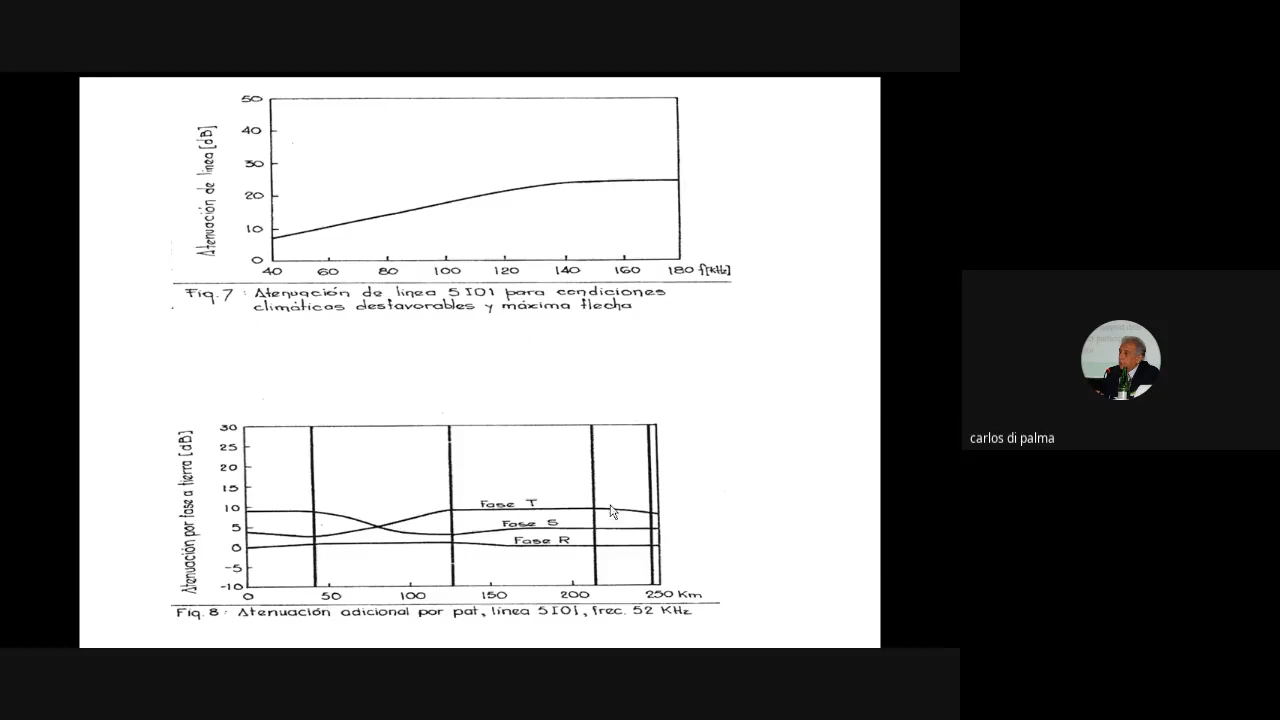 50
40
30
20
10
0
Atenuación de línea [dB]
40 60 80 100 120 140 160 180 f[KHz]
Fig. 7 : Atenuación de línea 5IO1 para condiciones
climáticas desfavorables y máxima flecha
30
25
20
15
10
5
0
-5
-10
Atenuación por fase a tierra [dB]
Fase T
Fase S
Fase R
0 50 100 150 200 250 Km
Fig. 8 : Atenuación adicional por pat, línea 5IO1, frec. 52 KHz
carlos di palma